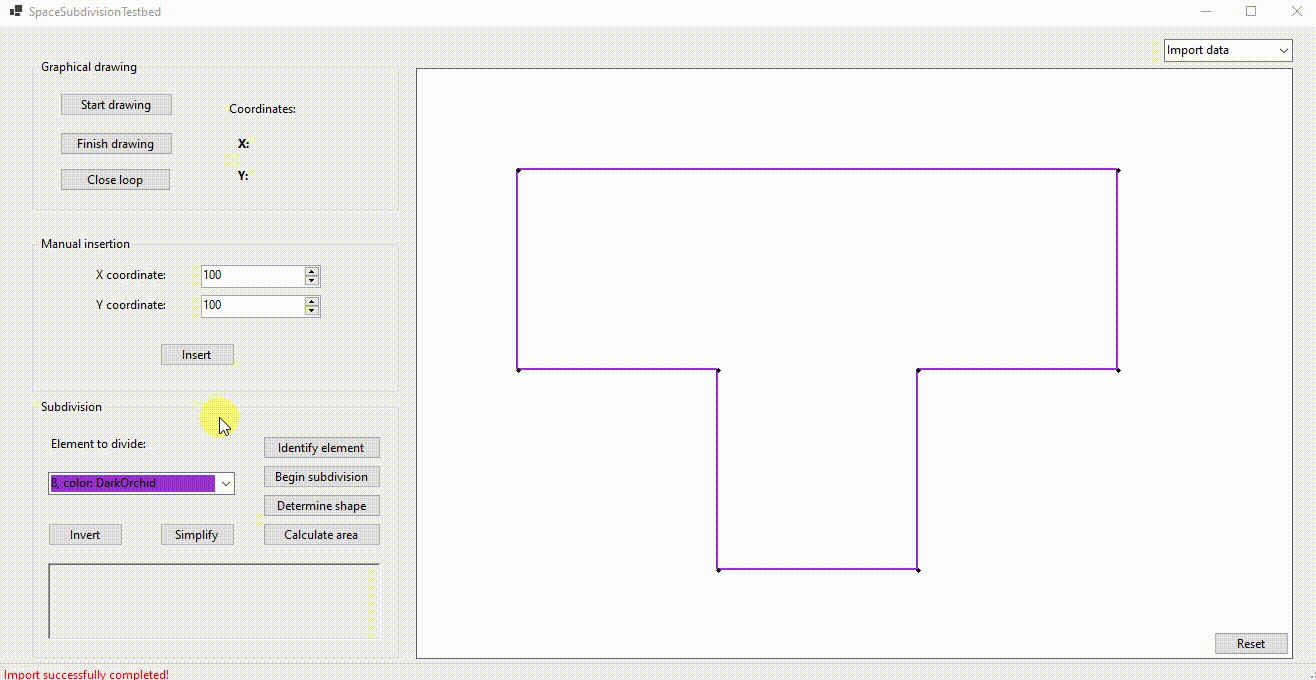 SpaceSubdivisionTestbed
Import data
Graphical drawing
Start drawing
Coordinates:
Finish drawing
X:
Close loop
Y:
Manual insertion
X coordinate:
100
Y coordinate:
100
Insert
Subdivision
Element to divide:
Identify element
Begin subdivision
8, color: DarkOrchid
Determine shape
Invert
Simplify
Calculate area
Reset
Import successfully completed!